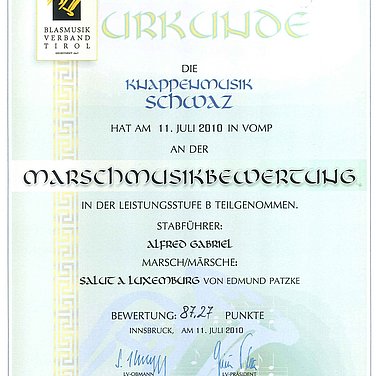 BLASMUSIK
VERBAND
TIROL
URKUNDE
DIE
KNAPPENMUSIK
SCHWAZ
HAT AM 11. JULI 2010 IN VOMP
AN DER
MARSCHMUSIKBEWERTUNG
IN DER LEISTUNGSSTUFE B TEILGENOMMEN.
STABFÜHRER:
ALFRED GABRIEL
MARSCH/MÄRSCHE:
SALUT A LUXEMBURG VON EDMUND PATZKE
BEWERTUNG: 87,27 PUNKTE
INNSBRUCK, AM 11. JULI 2010
LV-OBMANN LV-PRÄSIDENT